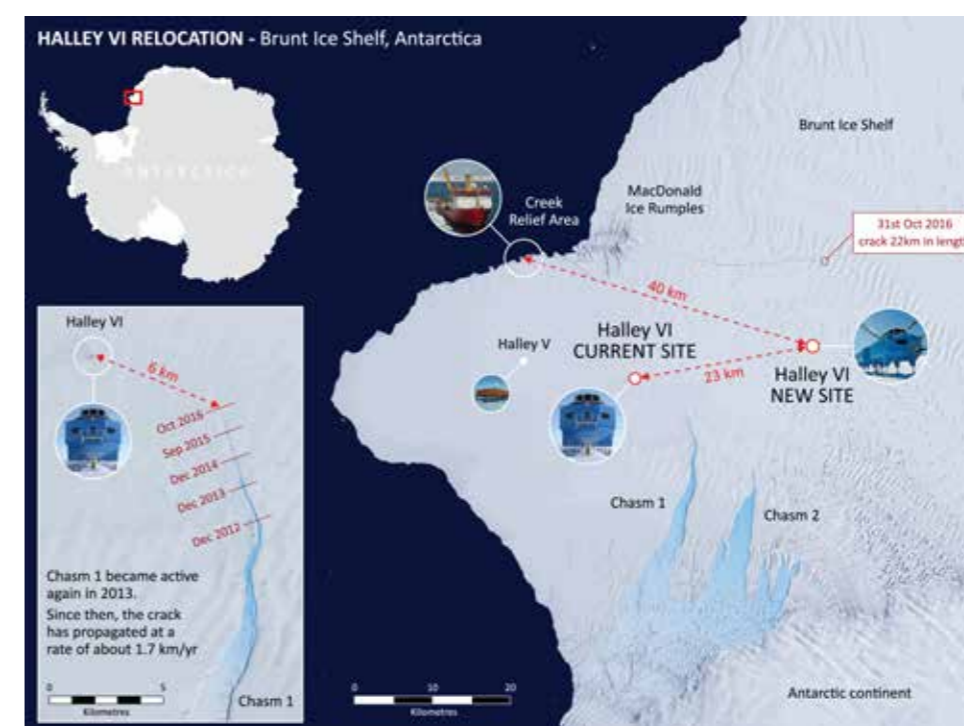 HALLEY VI RELOCATION - Brunt Ice Shelf, Antarctica
ANTARCTICA
Brunt Ice Shelf
MacDonald
Ice Rumples
Creek
Relief Area
31st Oct 2016
crack 22km in length
40 km
Halley VI
CURRENT SITE
Halley V
23 km
Halley VI
NEW SITE
Chasm 1
Chasm 2
Antarctic continent
0 10 20
Kilometres
Halley VI
6 km
Oct 2016
Sep 2015
Dec 2014
Dec 2013
Dec 2012
Chasm 1 became active
again in 2013.
Since then, the crack
has propagated at a
rate of about 1.7 km/yr
0 5
Kilometres
Chasm 1